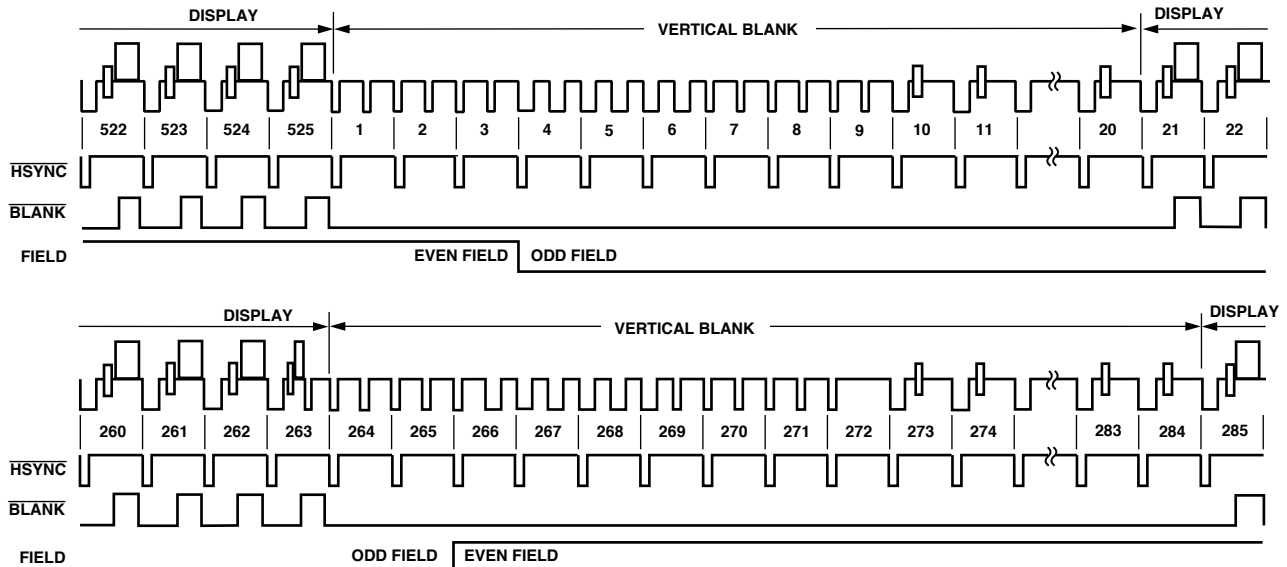 DISPLAY VERTICAL BLANK DISPLAY
522 523 524 525 1 2 3 4 5 6 7 8 9 10 11 20 21 22
HSYNC
BLANK
FIELD EVEN FIELD ODD FIELD
DISPLAY VERTICAL BLANK DISPLAY
260 261 262 263 264 265 266 267 268 269 270 271 272 273 274 283 284 285
HSYNC
BLANK
FIELD ODD FIELD EVEN FIELD